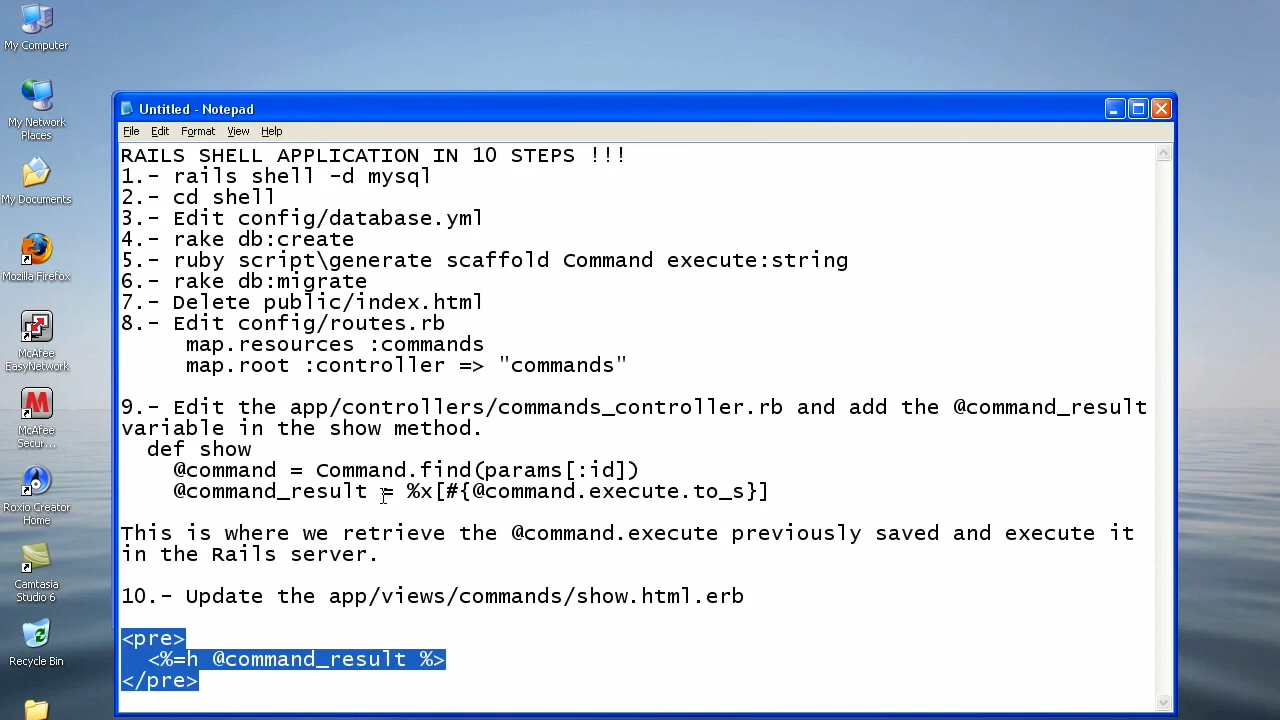 My Computer
My Network
Places
My Documents
Mozilla Firefox
McAfee
EasyNetwork
McAfee
Secur...
Roxio Creator
Home
Camtasia
Studio 6
Recycle Bin
Untitled - Notepad
File Edit Format View Help
RAILS SHELL APPLICATION IN 10 STEPS !!!
1.- rails shell -d mysql
2.- cd shell
3.- Edit config/database.yml
4.- rake db:create
5.- ruby script\generate scaffold Command execute:string
6.- rake db:migrate
7.- Delete public/index.html
8.- Edit config/routes.rb
map.resources :commands
map.root :controller => "commands"
9.- Edit the app/controllers/commands_controller.rb and add the @command_result
variable in the show method.
def show
@command = Command.find(params[:id])
@command_result = %x[#{@command.execute.to_s}]
This is where we retrieve the @command.execute previously saved and execute it
in the Rails server.
10.- Update the app/views/commands/show.html.erb
<pre>
<%=h @command_result %>
</pre>